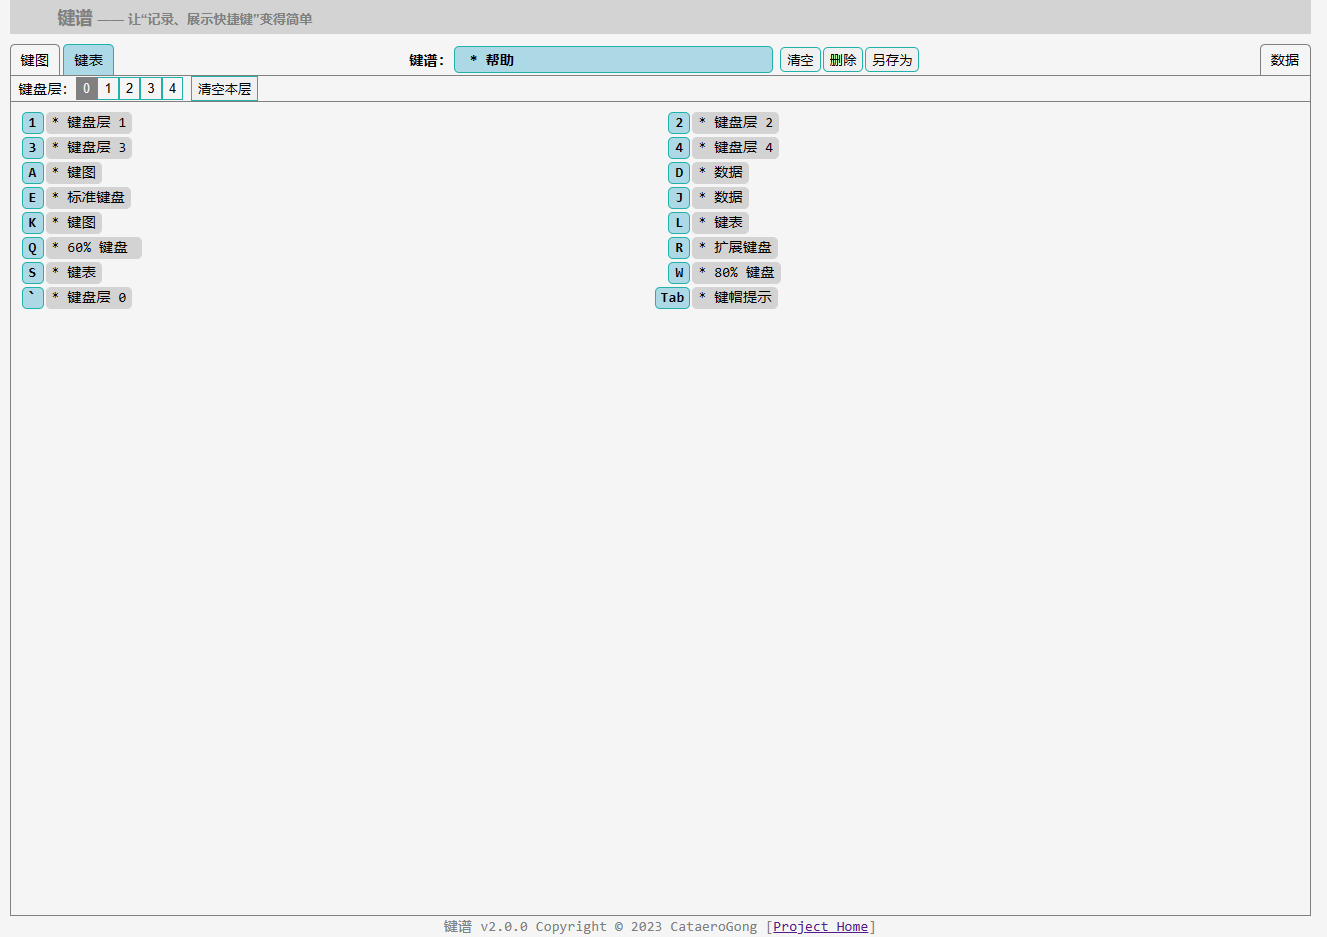 键谱 —— 让“记录、展示快捷键”变得简单
键图 键表 键谱: * 帮助 清空 删除 另存为 数据
键盘层: 0 1 2 3 4 清空本层
1 * 键盘层 1 2 * 键盘层 2
3 * 键盘层 3 4 * 键盘层 4
A * 键图 D * 数据
E * 标准键盘 J * 数据
K * 键图 L * 键表
Q * 60% 键盘 R * 扩展键盘
S * 键表 W * 80% 键盘
` * 键盘层 0 Tab * 键帽提示
键谱 v2.0.0 Copyright © 2023 CataeroGong [Project Home]